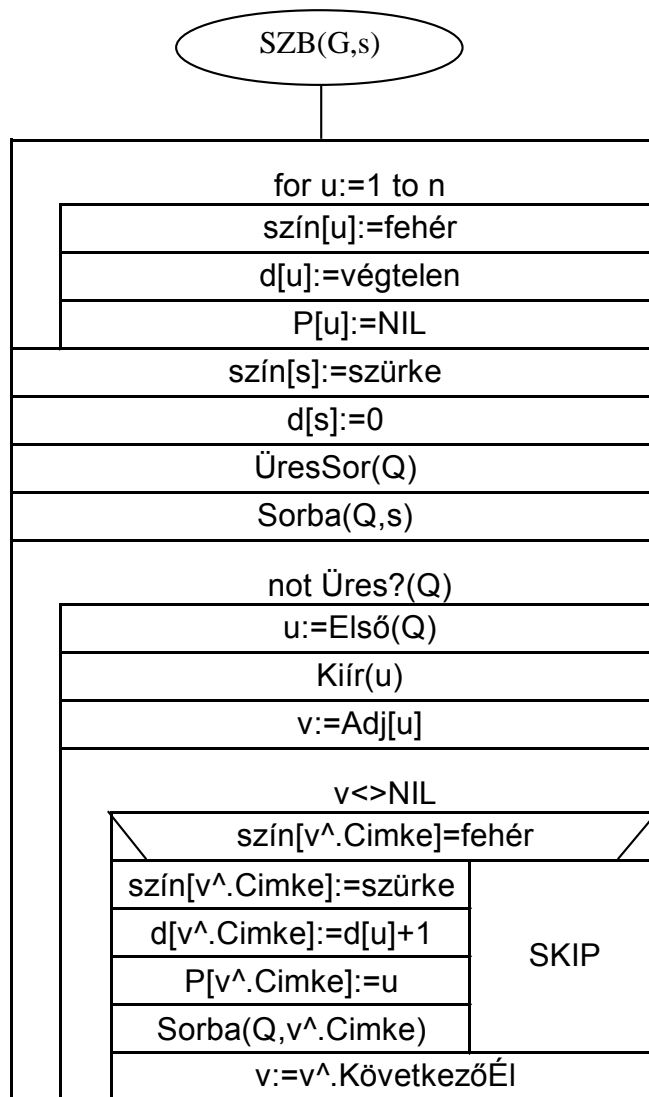 SZB(G,s)
for u:=1 to n
szín[u]:=fehér
d[u]:=végtelen
P[u]:=NIL
szín[s]:=szürke
d[s]:=0
ÜresSor(Q)
Sorba(Q,s)
not Üres?(Q)
u:=Első(Q)
Kiír(u)
v:=Adj[u]
v<>NIL
szín[v^.Cimke]=fehér
szín[v^.Cimke]:=szürke
d[v^.Cimke]:=d[u]+1
P[v^.Cimke]:=u
Sorba(Q,v^.Cimke)
SKIP
v:=v^.KövetkezőÉl